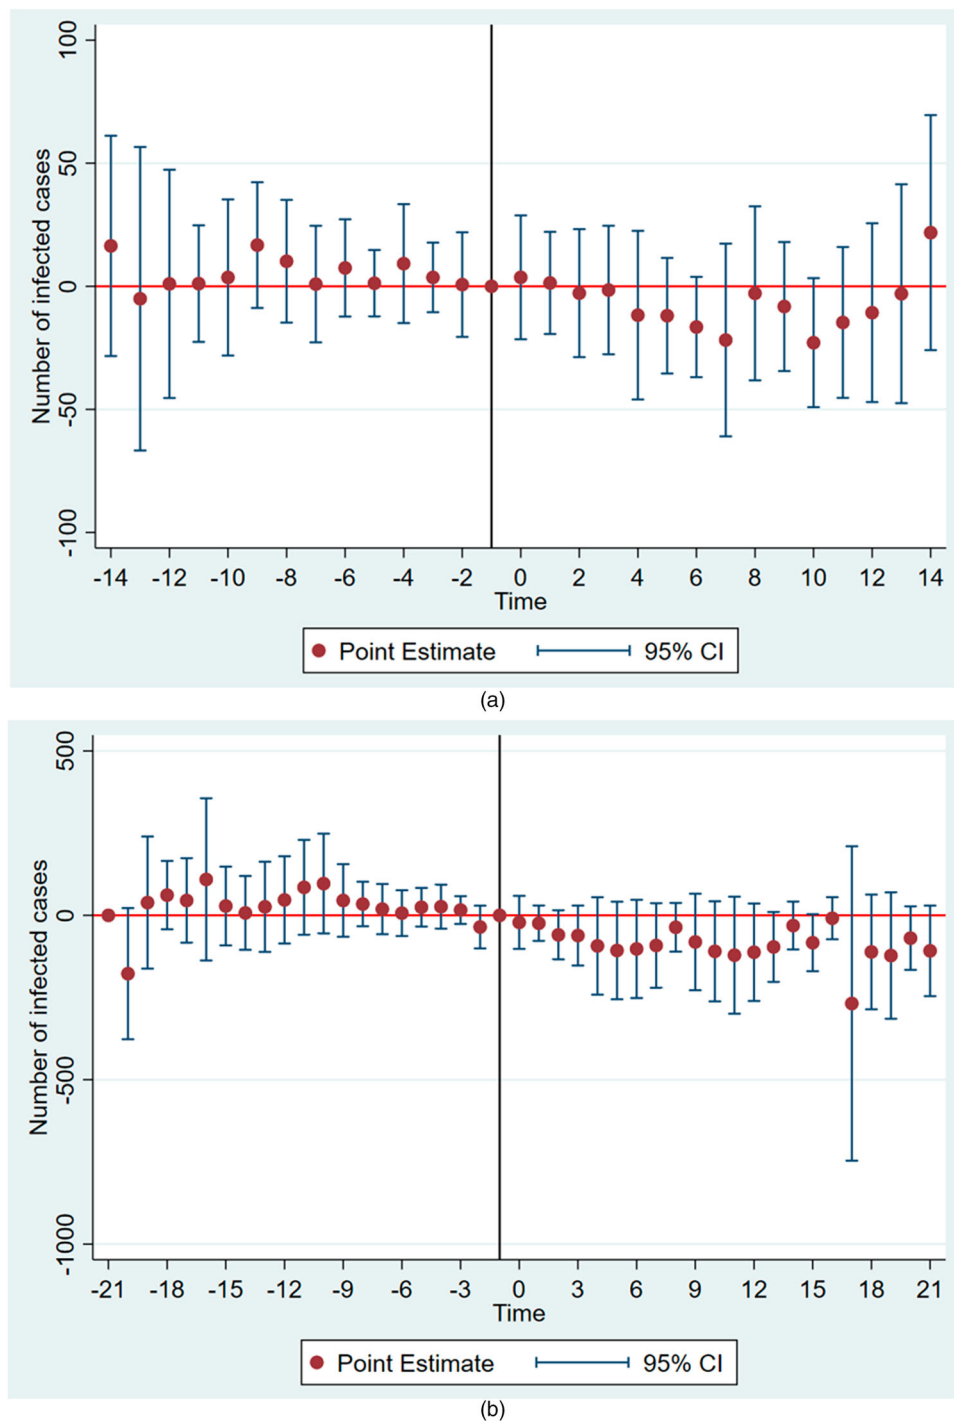 100
50
0
-50
-100
Number of infected cases
-14 -12 -10 -8 -6 -4 -2 0 2 4 6 8 10 12 14
Time
Point Estimate 95% CI
(a)
500
0
-500
-1000
Number of infected cases
-21 -18 -15 -12 -9 -6 -3 0 3 6 9 12 15 18 21
Time
Point Estimate 95% CI
(b)